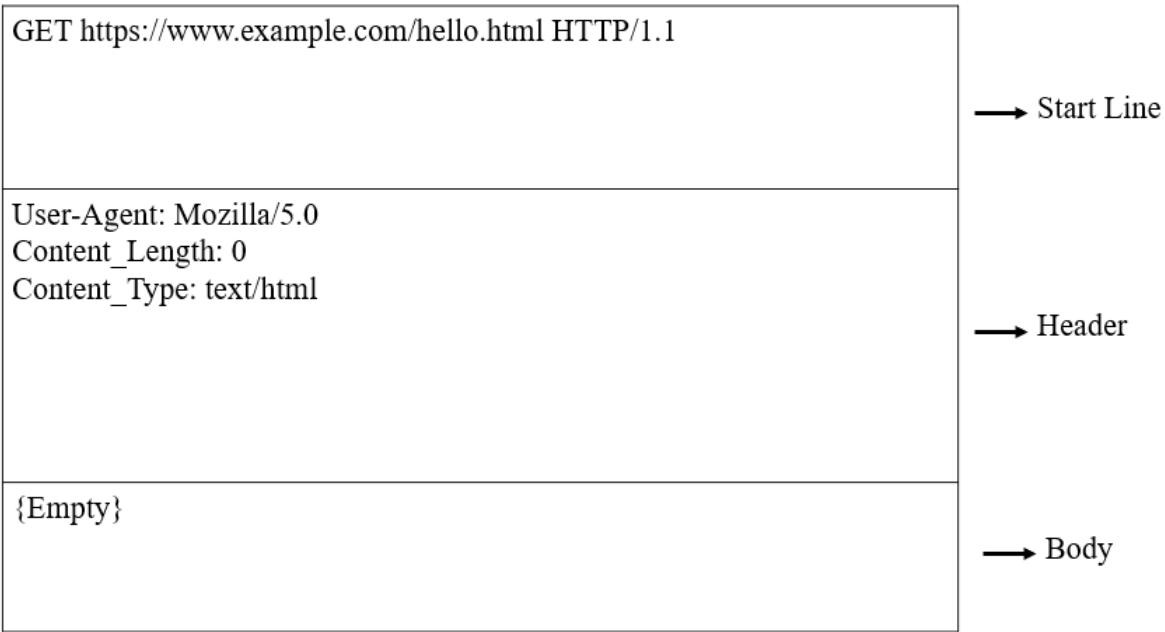 GET https://www.example.com/hello.html HTTP/1.1
Start Line
User-Agent: Mozilla/5.0
Content_Length: 0
Content_Type: text/html
Header
{Empty}
Body